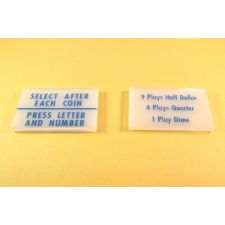 SELECT AFTER
EACH COIN
PRESS LETTER
AND NUMBER
9 Plays Half Dollar
4 Plays Quarter
1 Play Dime